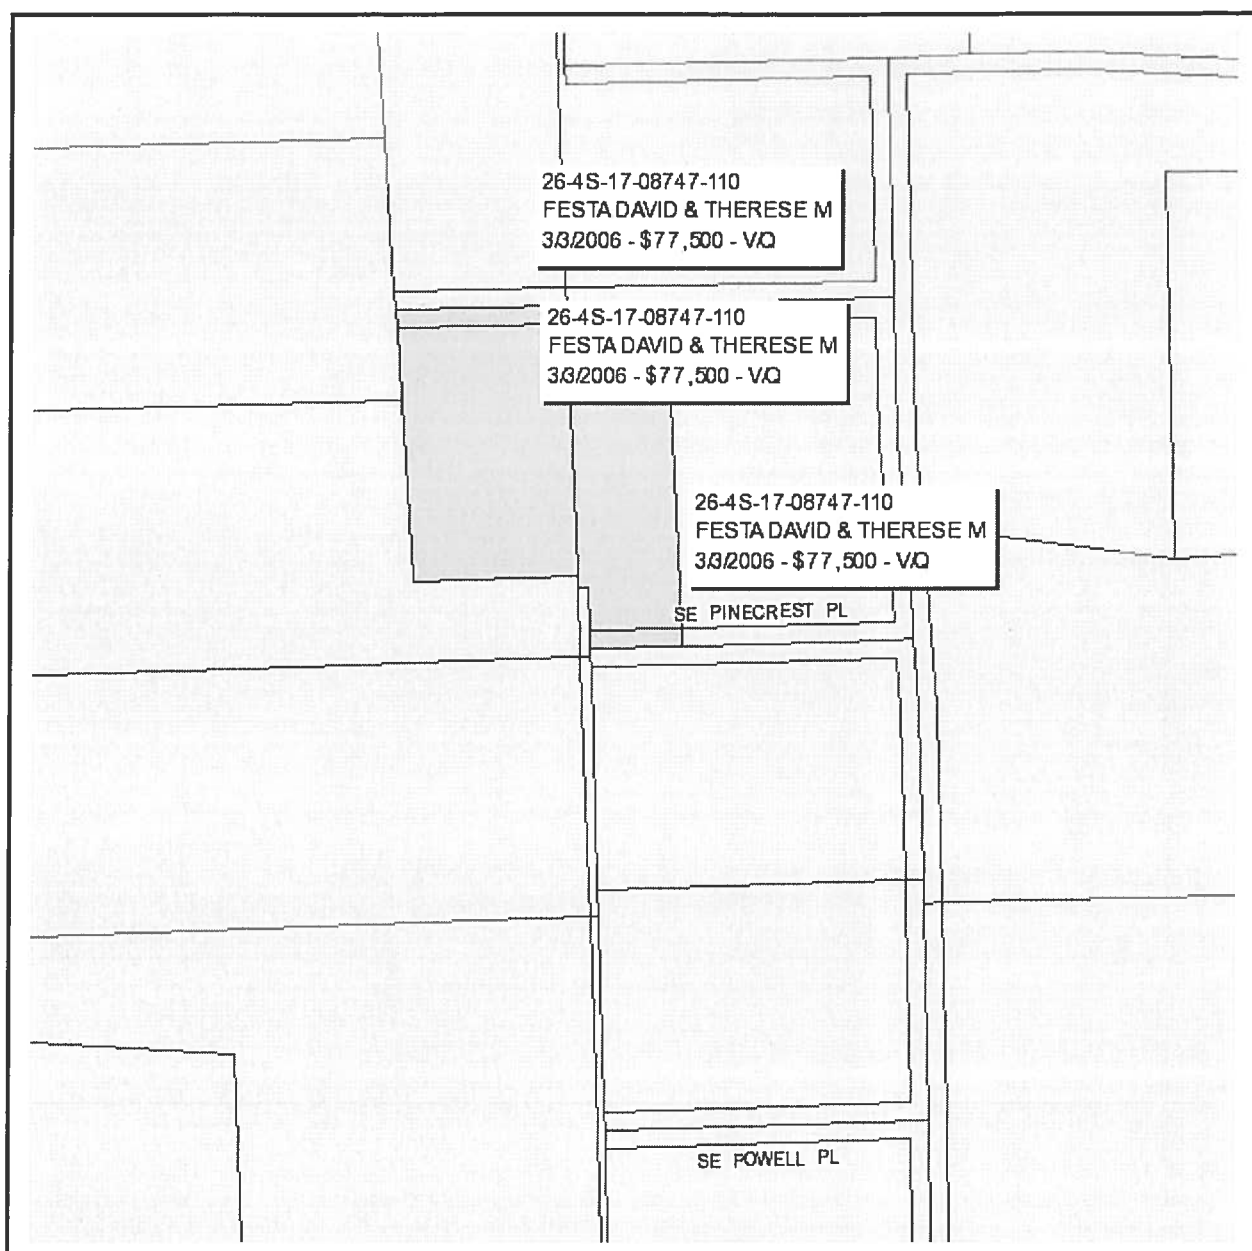 26-4S-17-08747-110
FESTA DAVID & THERESE M
3/3/2006 - $77,500 - V/Q
26-4S-17-08747-110
FESTA DAVID & THERESE M
3/3/2006 - $77,500 - V/Q
26-4S-17-08747-110
FESTA DAVID & THERESE M
3/3/2006 - $77,500 - V/Q
SE PINECREST PL
SE POWELL PL